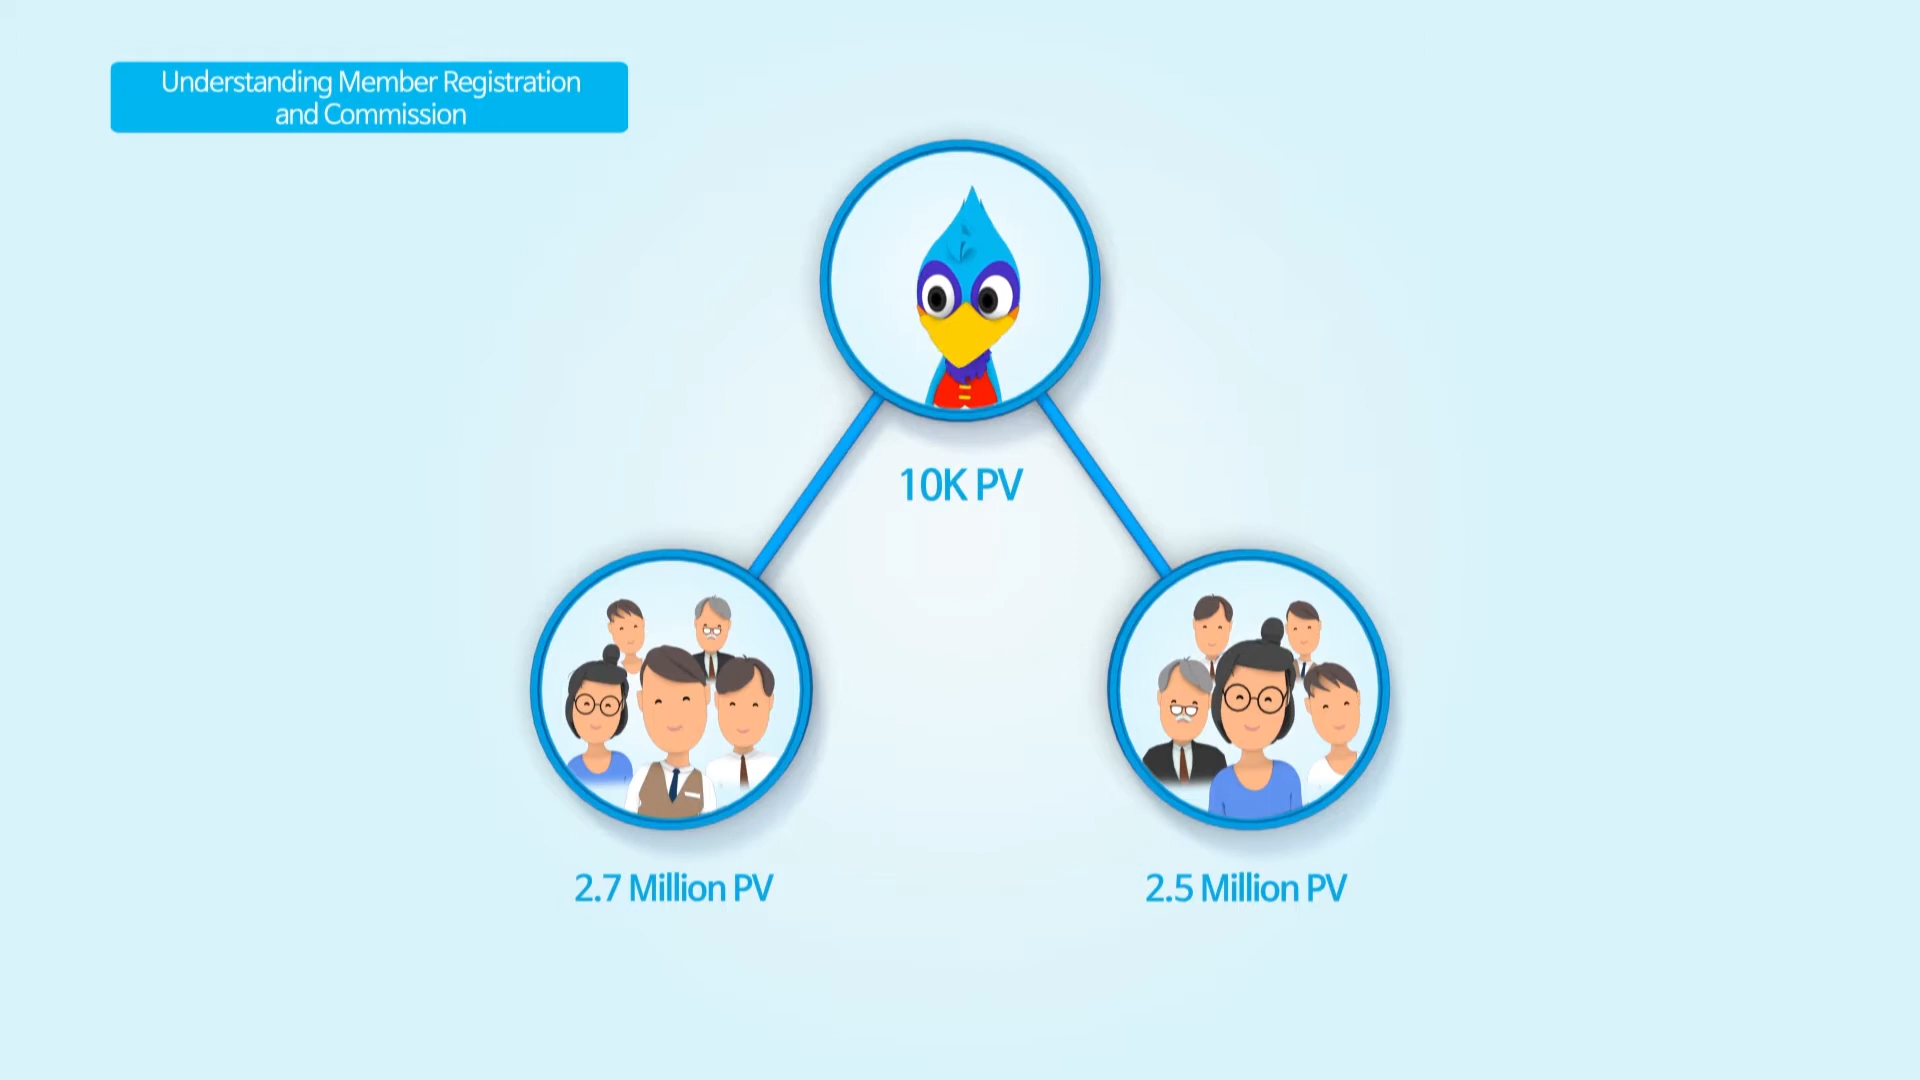 Understanding Member Registration
and Commission
10K PV
2.7 Million PV
2.5 Million PV